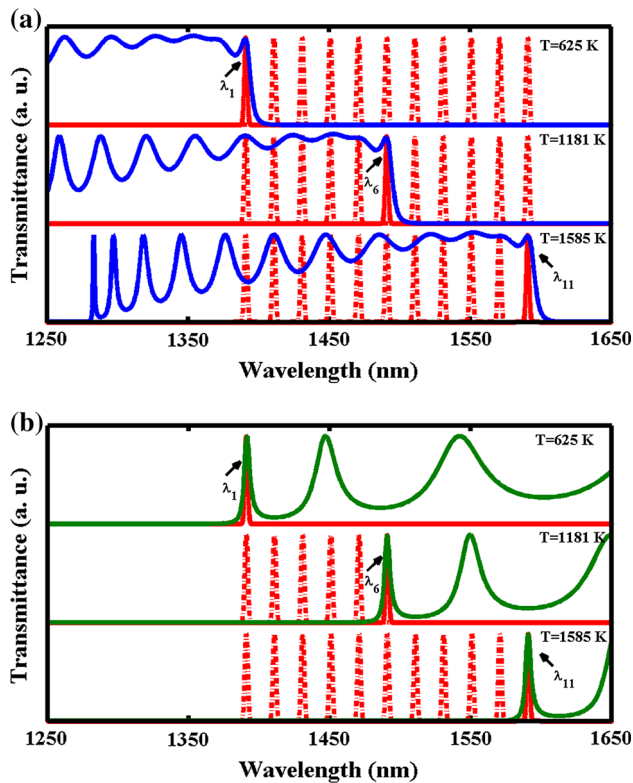 (a)
Transmittance (a. u.)
T=625 K
λ1
T=1181 K
λ6
T=1585 K
λ11
1250 1350 1450 1550 1650
Wavelength (nm)
(b)
Transmittance (a. u.)
T=625 K
λ1
T=1181 K
λ6
T=1585 K
λ11
1250 1350 1450 1550 1650
Wavelength (nm)